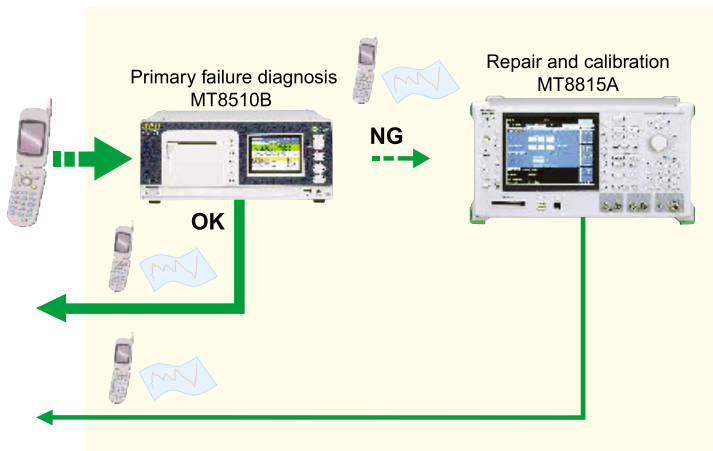 Primary failure diagnosis
MT8510B
Repair and calibration
MT8815A
NG
OK